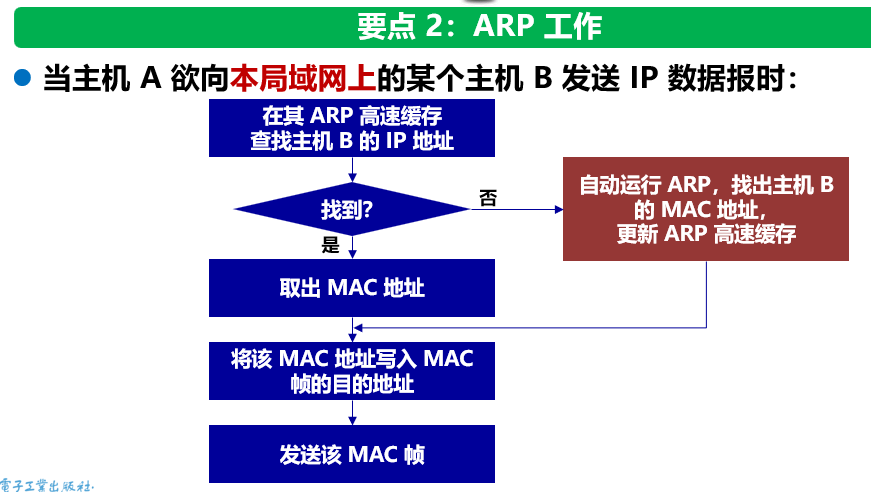 要点 2：ARP 工作
当主机 A 欲向本局域网上的某个主机 B 发送 IP 数据报时：
在其 ARP 高速缓存
查找主机 B 的 IP 地址
找到？
否
自动运行 ARP，找出主机 B
的 MAC 地址，
更新 ARP 高速缓存
是
取出 MAC 地址
将该 MAC 地址写入 MAC
帧的目的地址
发送该 MAC 帧
電子工業出版社·